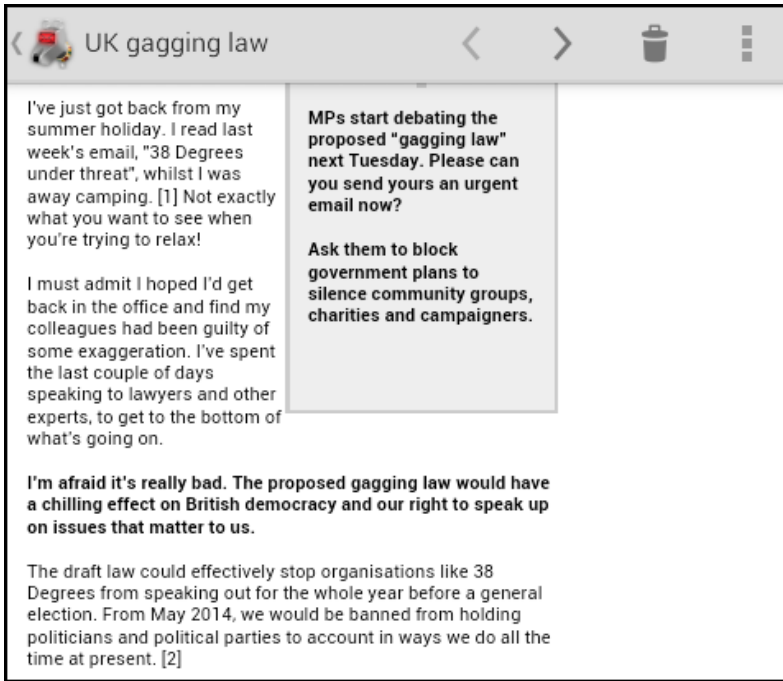 UK gagging law
I've just got back from my
summer holiday. I read last
week's email, "38 Degrees
under threat", whilst I was
away camping. [1] Not exactly
what you want to see when
you're trying to relax!
I must admit I hoped I'd get
back in the office and find my
colleagues had been guilty of
some exaggeration. I've spent
the last couple of days
speaking to lawyers and other
experts, to get to the bottom of
what's going on.
MPs start debating the
proposed "gagging law"
next Tuesday. Please can
you send yours an urgent
email now?
Ask them to block
government plans to
silence community groups,
charities and campaigners.
I'm afraid it's really bad. The proposed gagging law would have
a chilling effect on British democracy and our right to speak up
on issues that matter to us.
The draft law could effectively stop organisations like 38
Degrees from speaking out for the whole year before a general
election. From May 2014, we would be banned from holding
politicians and political parties to account in ways we do all the
time at present. [2]